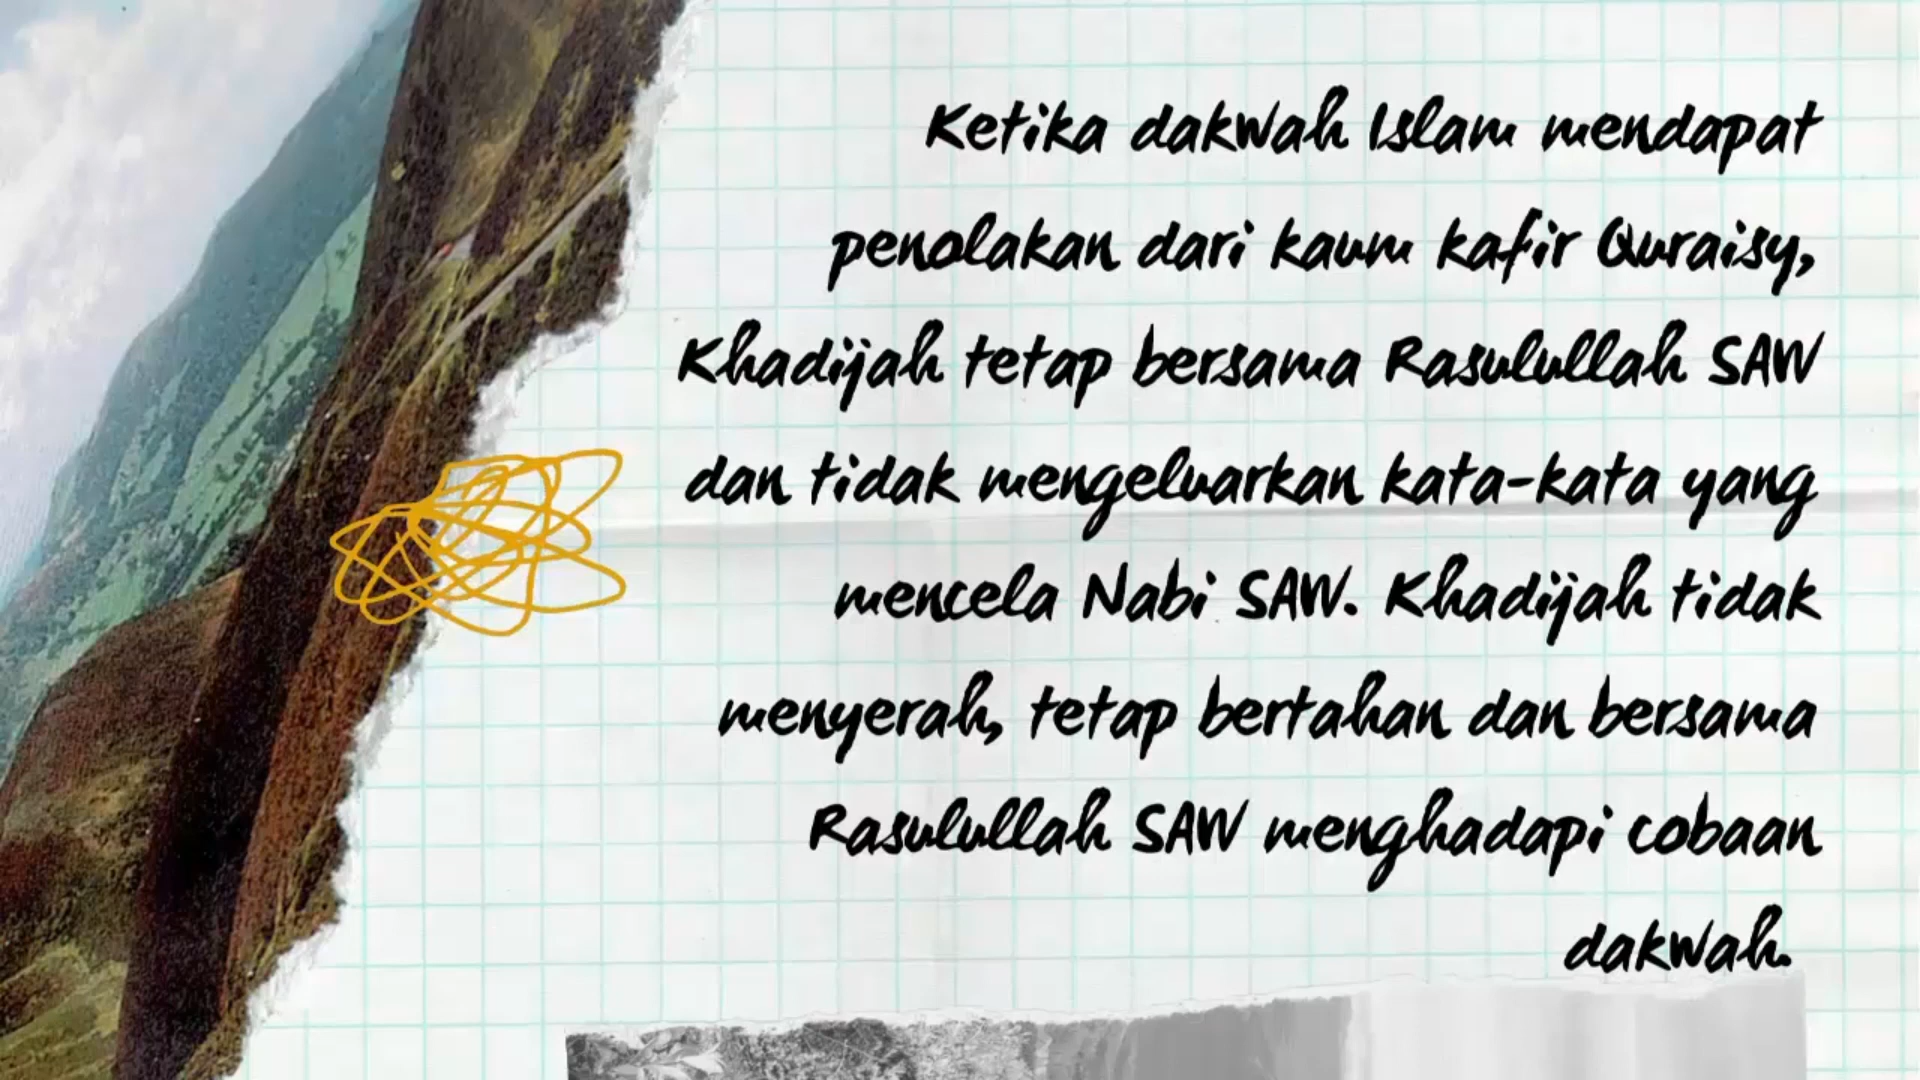 Ketika dakwah Islam mendapat
penolakan dari kaum kafir Quraisy,
Khadijah tetap bersama Rasulullah SAW
dan tidak mengeluarkan kata-kata yang
mencela Nabi SAW. Khadijah tidak
menyerah, tetap bertahan dan bersama
Rasulullah SAW menghadapi cobaan
dakwah.